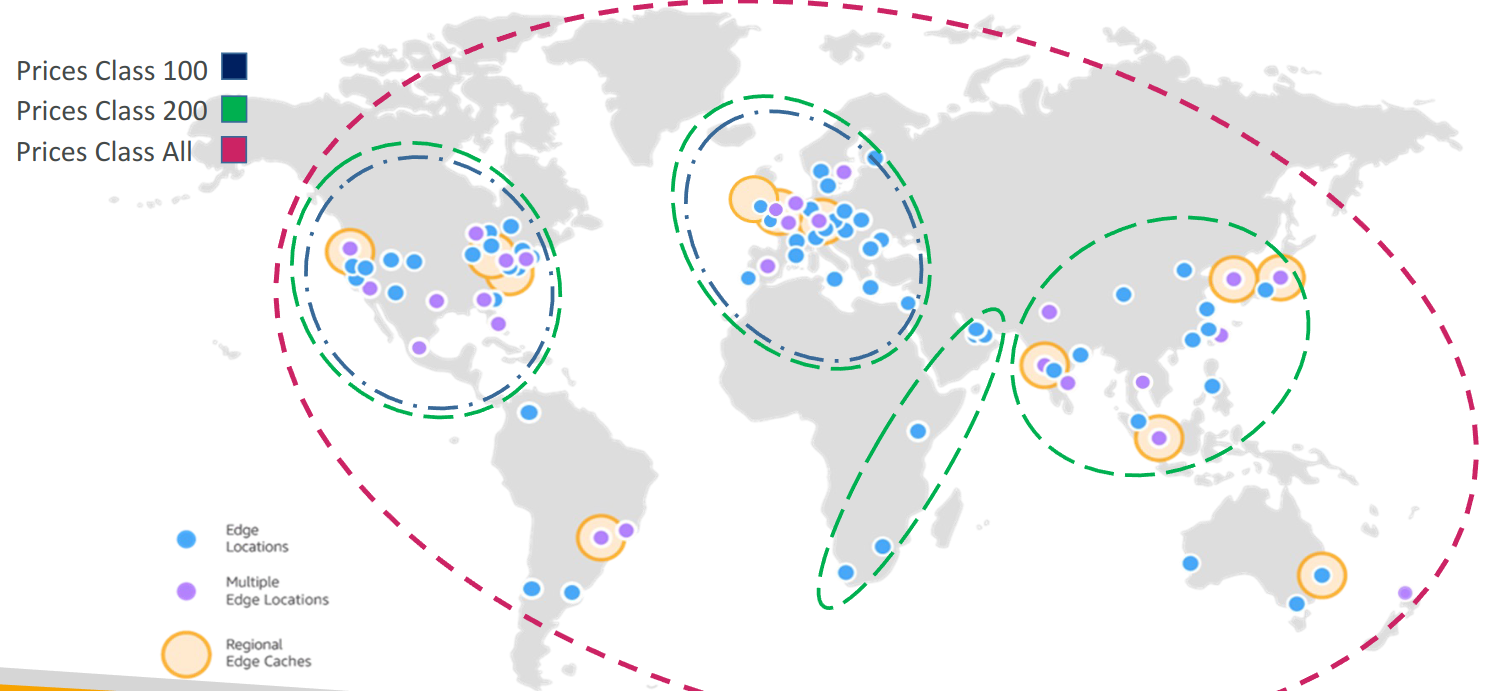 Prices Class 100
Prices Class 200
Prices Class All
Edge
Locations
Multiple
Edge Locations
Regional
Edge Caches